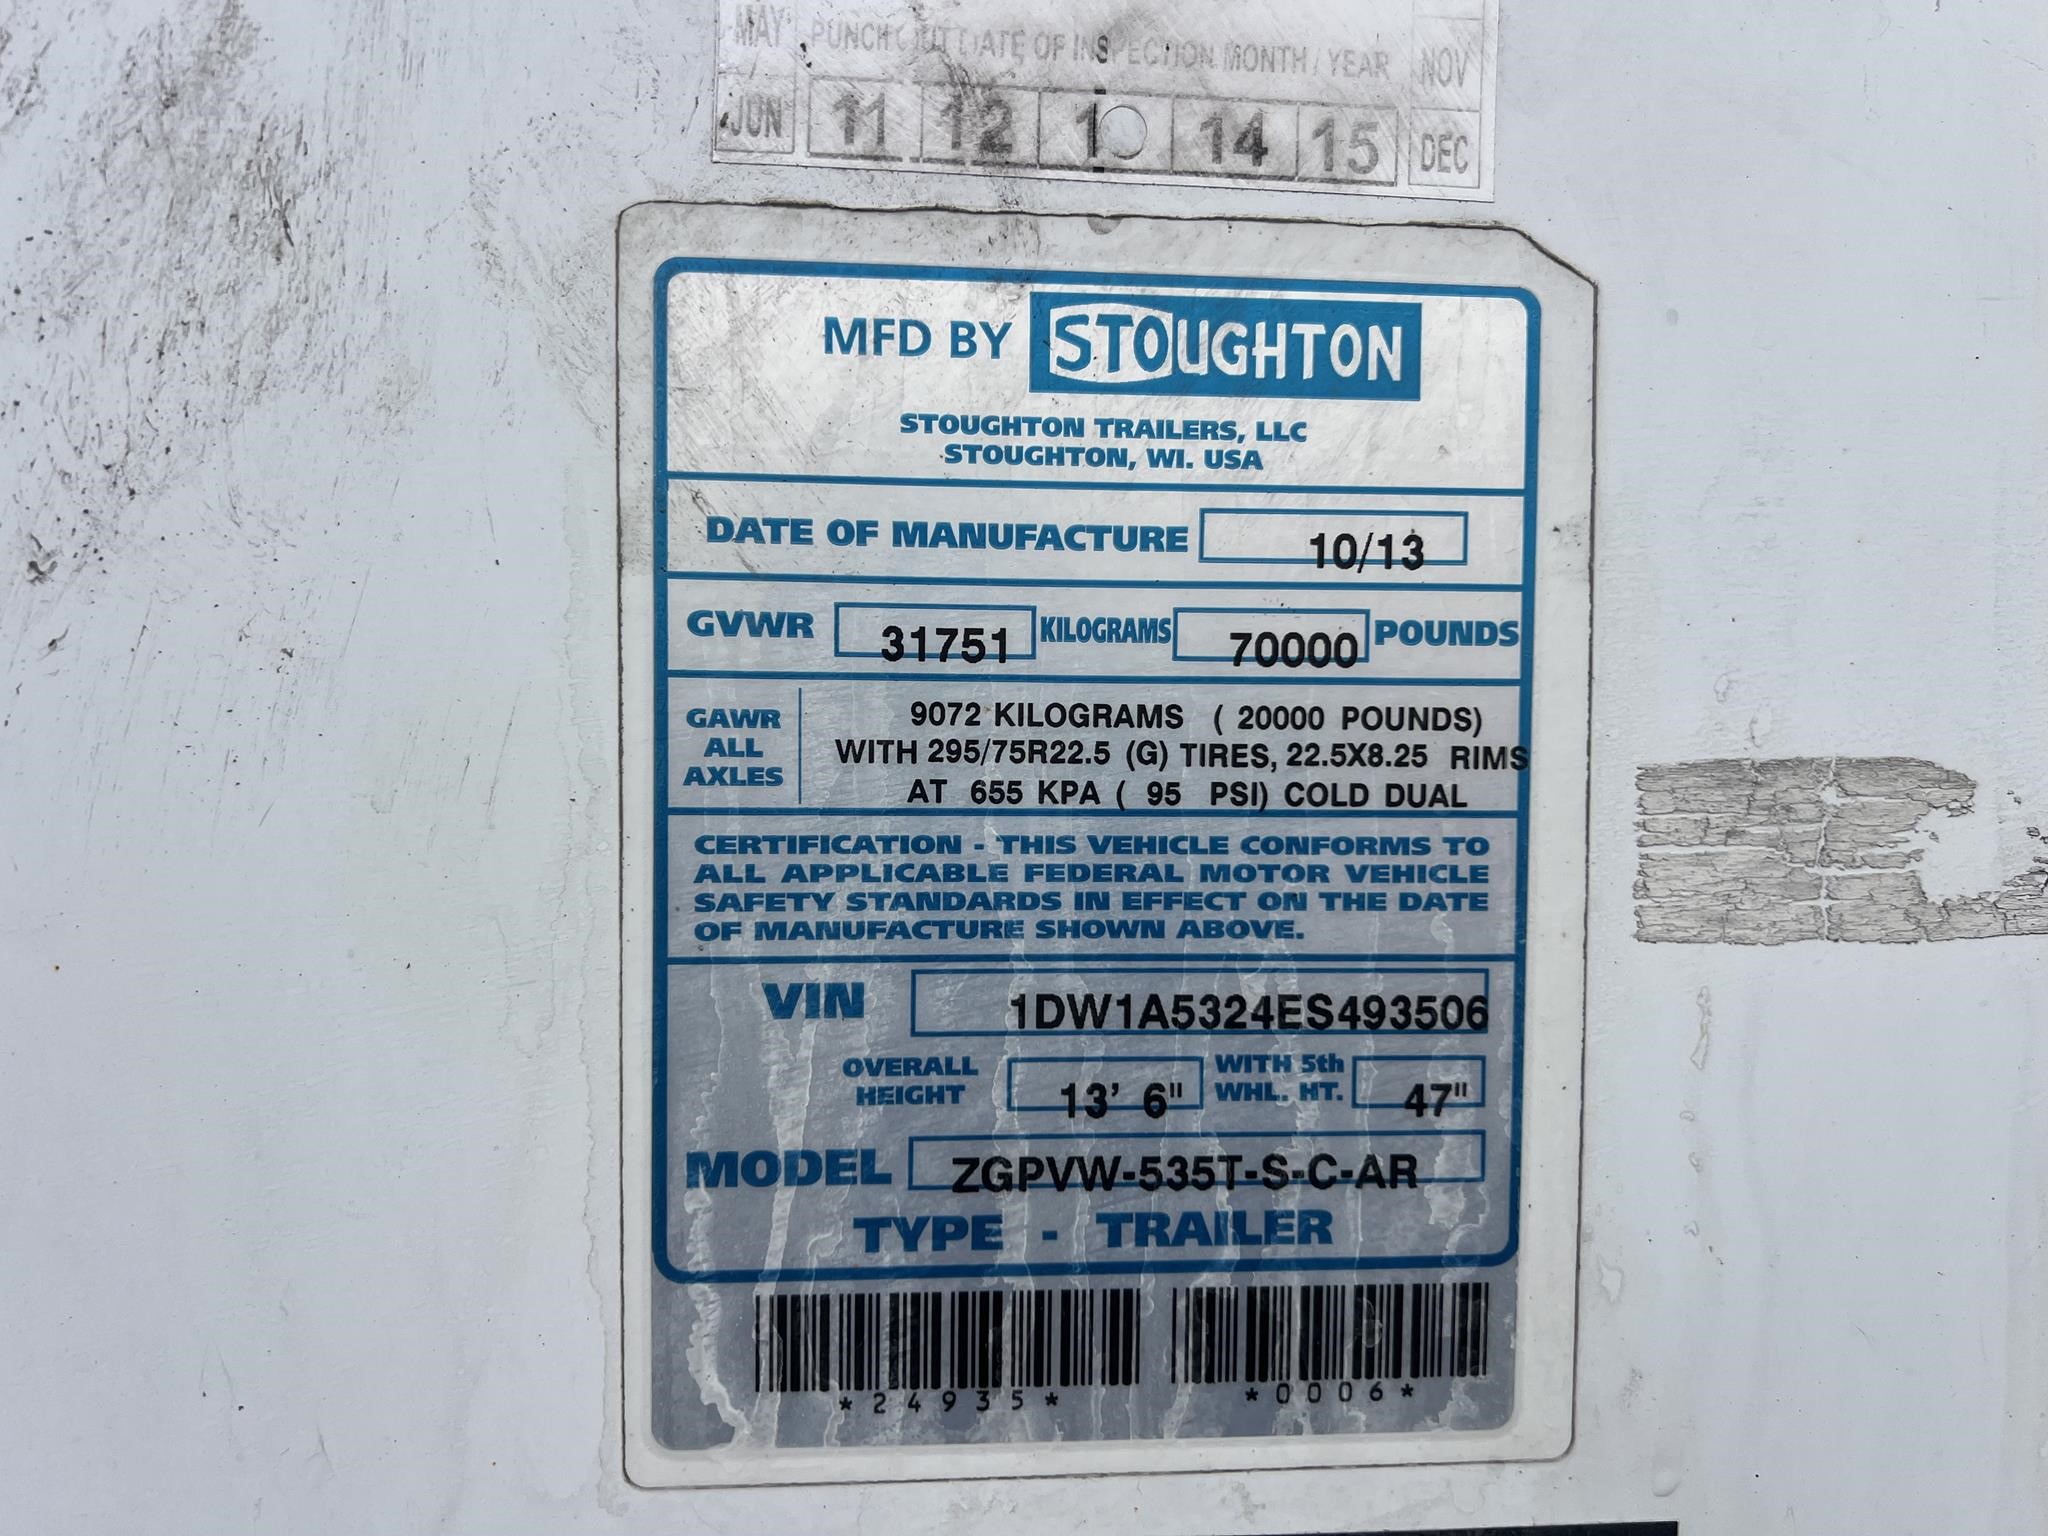 MAY PUNCH OUT DATE OF INSPECTION MONTH / YEAR NOV
JUN 11 12 1 14 15 DEC
MFD BY STOUGHTON
STOUGHTON TRAILERS, LLC
STOUGHTON, WI. USA
DATE OF MANUFACTURE 10/13
GVWR 31751 KILOGRAMS 70000 POUNDS
GAWR ALL AXLES
9072 KILOGRAMS ( 20000 POUNDS)
WITH 295/75R22.5 (G) TIRES, 22.5X8.25 RIMS
AT 655 KPA ( 95 PSI) COLD DUAL
CERTIFICATION - THIS VEHICLE CONFORMS TO
ALL APPLICABLE FEDERAL MOTOR VEHICLE
SAFETY STANDARDS IN EFFECT ON THE DATE
OF MANUFACTURE SHOWN ABOVE.
VIN 1DW1A5324ES493506
OVERALL HEIGHT 13' 6" WITH 5th WHL. HT. 47"
MODEL ZGPVW-535T-S-C-AR
TYPE - TRAILER
*24935* *0006*